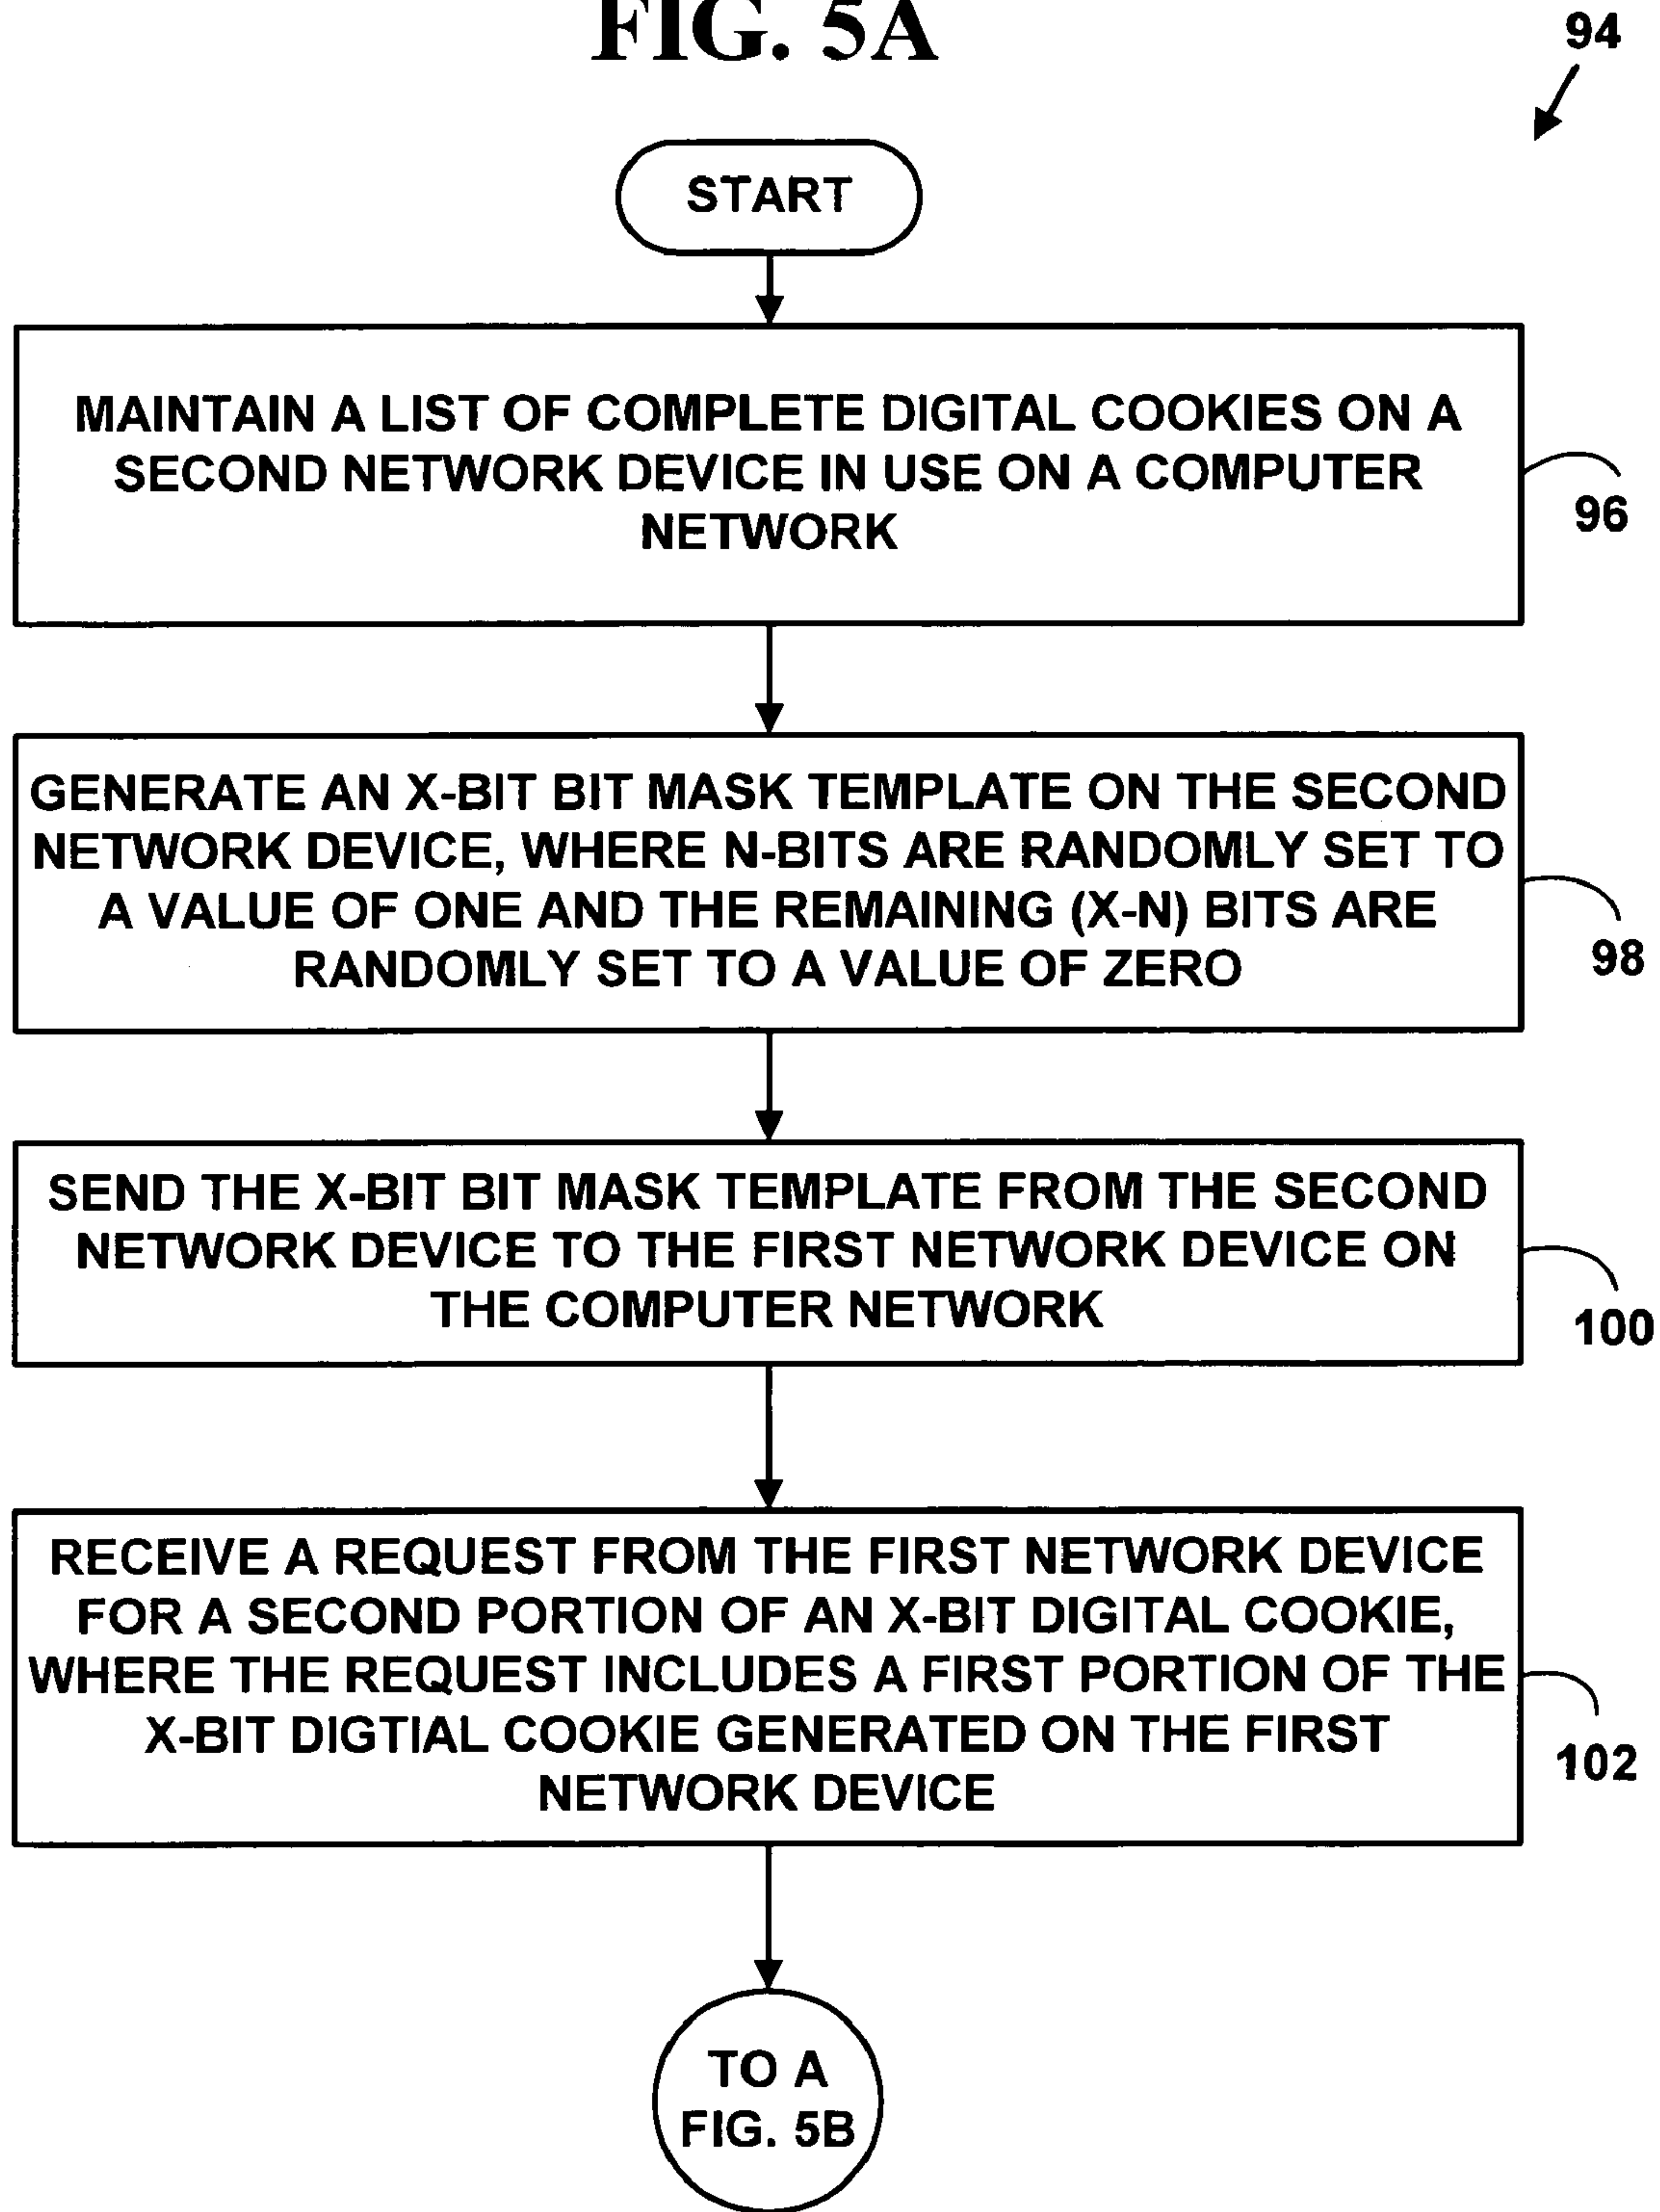 FIG. 5A
94
START
MAINTAIN A LIST OF COMPLETE DIGITAL COOKIES ON A
SECOND NETWORK DEVICE IN USE ON A COMPUTER
NETWORK
96
GENERATE AN X-BIT BIT MASK TEMPLATE ON THE SECOND
NETWORK DEVICE, WHERE N-BITS ARE RANDOMLY SET TO
A VALUE OF ONE AND THE REMAINING (X-N) BITS ARE
RANDOMLY SET TO A VALUE OF ZERO
98
SEND THE X-BIT BIT MASK TEMPLATE FROM THE SECOND
NETWORK DEVICE TO THE FIRST NETWORK DEVICE ON
THE COMPUTER NETWORK
100
RECEIVE A REQUEST FROM THE FIRST NETWORK DEVICE
FOR A SECOND PORTION OF AN X-BIT DIGITAL COOKIE,
WHERE THE REQUEST INCLUDES A FIRST PORTION OF THE
X-BIT DIGTIAL COOKIE GENERATED ON THE FIRST
NETWORK DEVICE
102
TO A
FIG. 5B